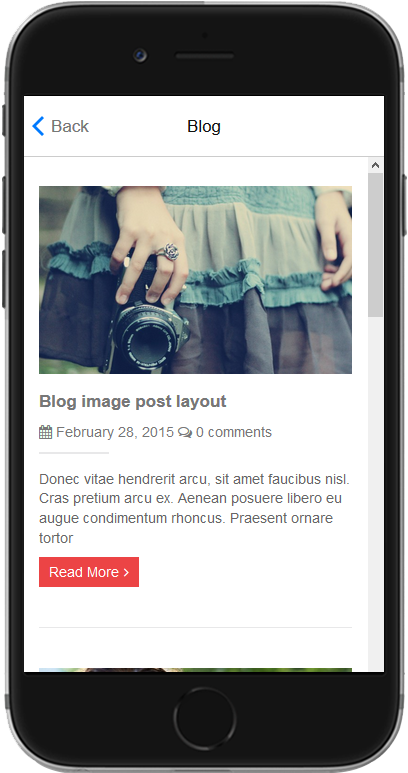 Back
Blog
Blog image post layout
February 28, 2015 0 comments
Donec vitae hendrerit arcu, sit amet faucibus nisl.
Cras pretium arcu ex. Aenean posuere libero eu
augue condimentum rhoncus. Praesent ornare
tortor
Read More